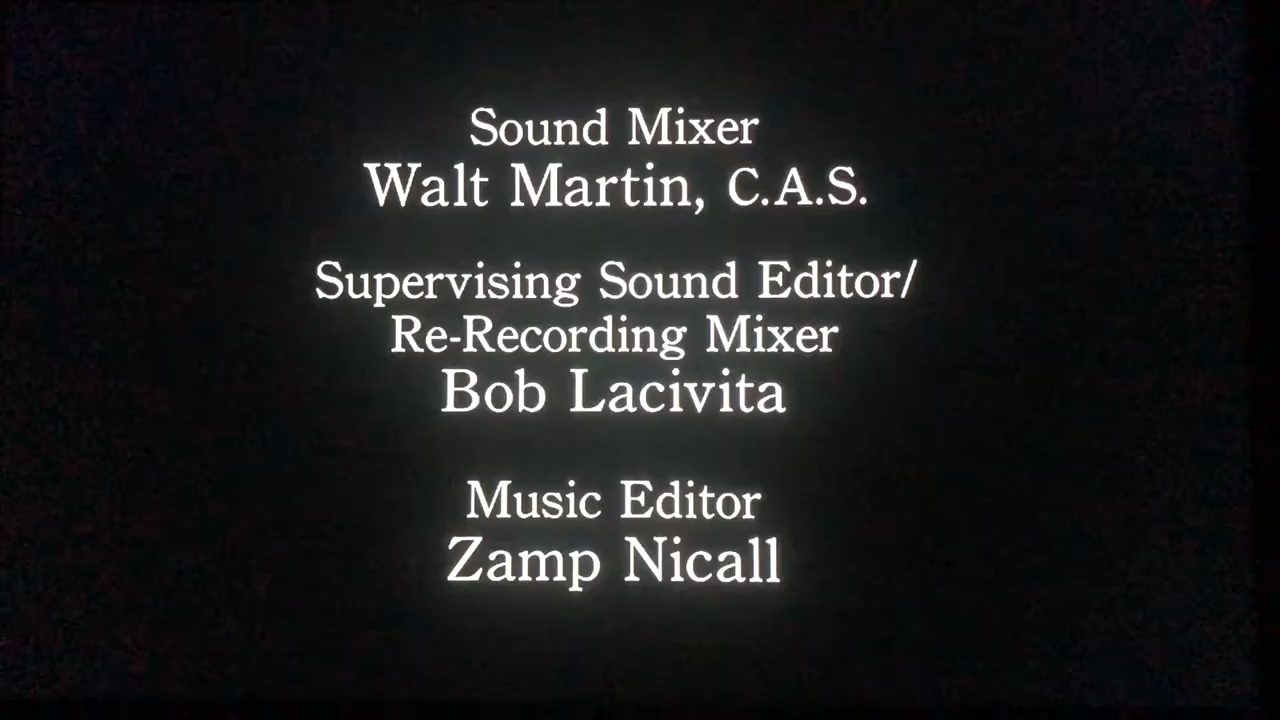 Sound Mixer
Walt Martin, C.A.S.
Supervising Sound Editor/
Re-Recording Mixer
Bob Lacivita
Music Editor
Zamp Nicall